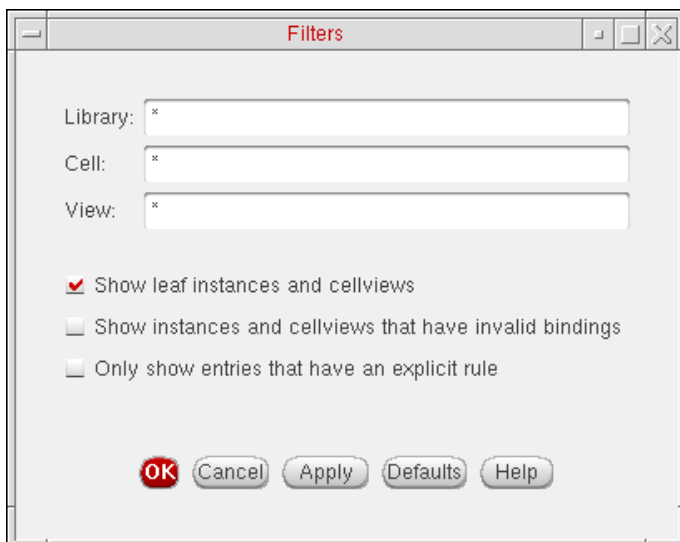 Filters
Library: *
Cell: *
View: *
Show leaf instances and cellviews
Show instances and cellviews that have invalid bindings
Only show entries that have an explicit rule
OK Cancel Apply Defaults Help